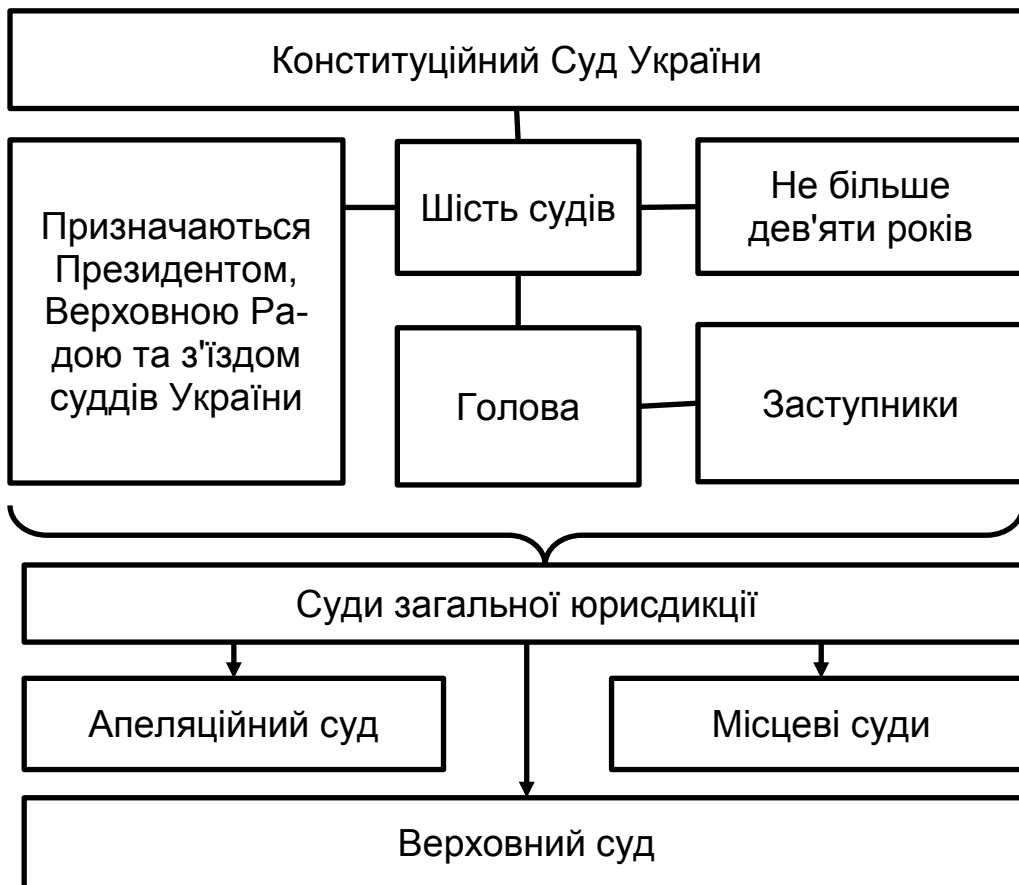 Конституційний Суд України
Призначаються
Президентом,
Верховною Ра-
дою та з'їздом
суддів України
Шість судів
Не більше
дев'яти років
Голова
Заступники
Суди загальної юрисдикції
Апеляційний суд
Місцеві суди
Верховний суд